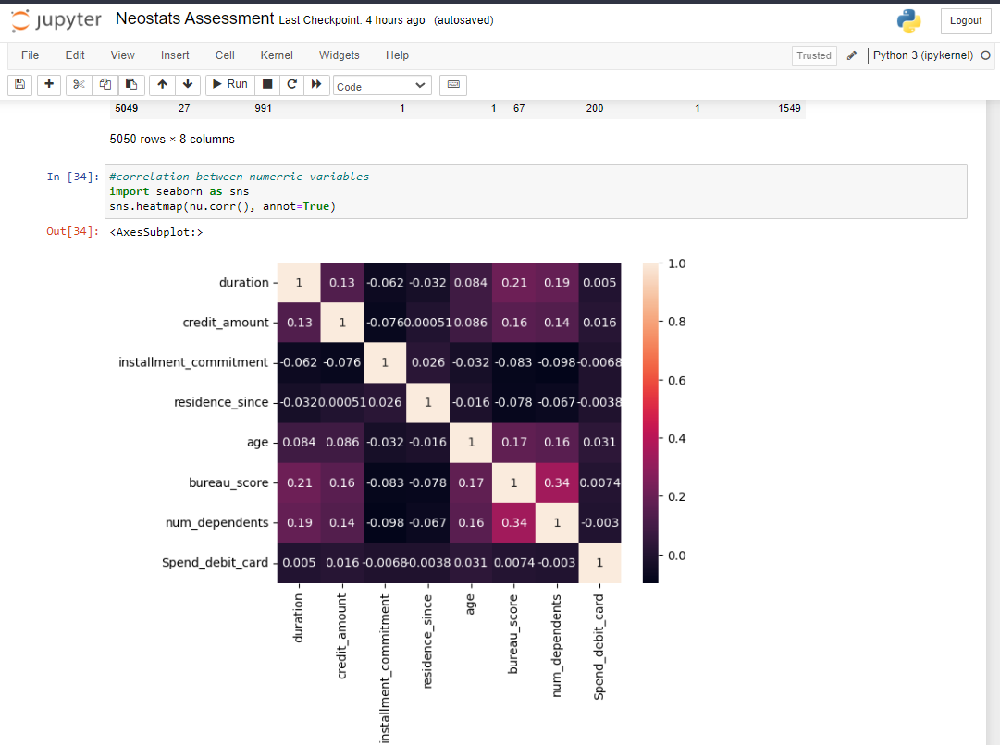 jupyter Neostats Assessment Last Checkpoint: 4 hours ago (autosaved) Logout
File Edit View Insert Cell Kernel Widgets Help Trusted Python 3 (ipykernel)
Run Code
5049 27 991 1 1 67 200 1 1549
5050 rows × 8 columns
In [34]: #correlation between numerric variables
import seaborn as sns
sns.heatmap(nu.corr(), annot=True)
Out[34]: <AxesSubplot:>
duration 1 0.13 -0.062 -0.032 0.084 0.21 0.19 0.005
credit_amount 0.13 1 -0.076 0.00051 0.086 0.16 0.14 0.016
installment_commitment -0.062 -0.076 1 0.026 -0.032 -0.083 -0.098 -0.0068
residence_since -0.032 0.00051 0.026 1 -0.016 -0.078 -0.067 -0.0038
age 0.084 0.086 -0.032 -0.016 1 0.17 0.16 0.031
bureau_score 0.21 0.16 -0.083 -0.078 0.17 1 0.34 0.0074
num_dependents 0.19 0.14 -0.098 -0.067 0.16 0.34 1 -0.003
Spend_debit_card 0.005 0.016 -0.0068 -0.0038 0.031 0.0074 -0.003 1
duration
credit_amount
installment_commitment
residence_since
age
bureau_score
num_dependents
Spend_debit_card
1.0
0.8
0.6
0.4
0.2
0.0